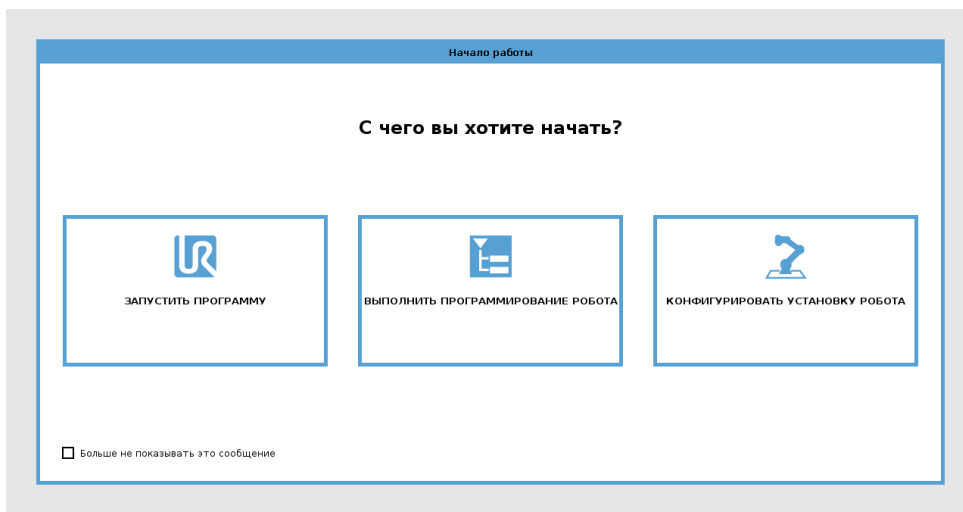 Начало работы
С чего вы хотите начать?
ЗАПУСТИТЬ ПРОГРАММУ
ВЫПОЛНИТЬ ПРОГРАММИРОВАНИЕ РОБОТА
КОНФИГУРИРОВАТЬ УСТАНОВКУ РОБОТА
Больше не показывать это сообщение